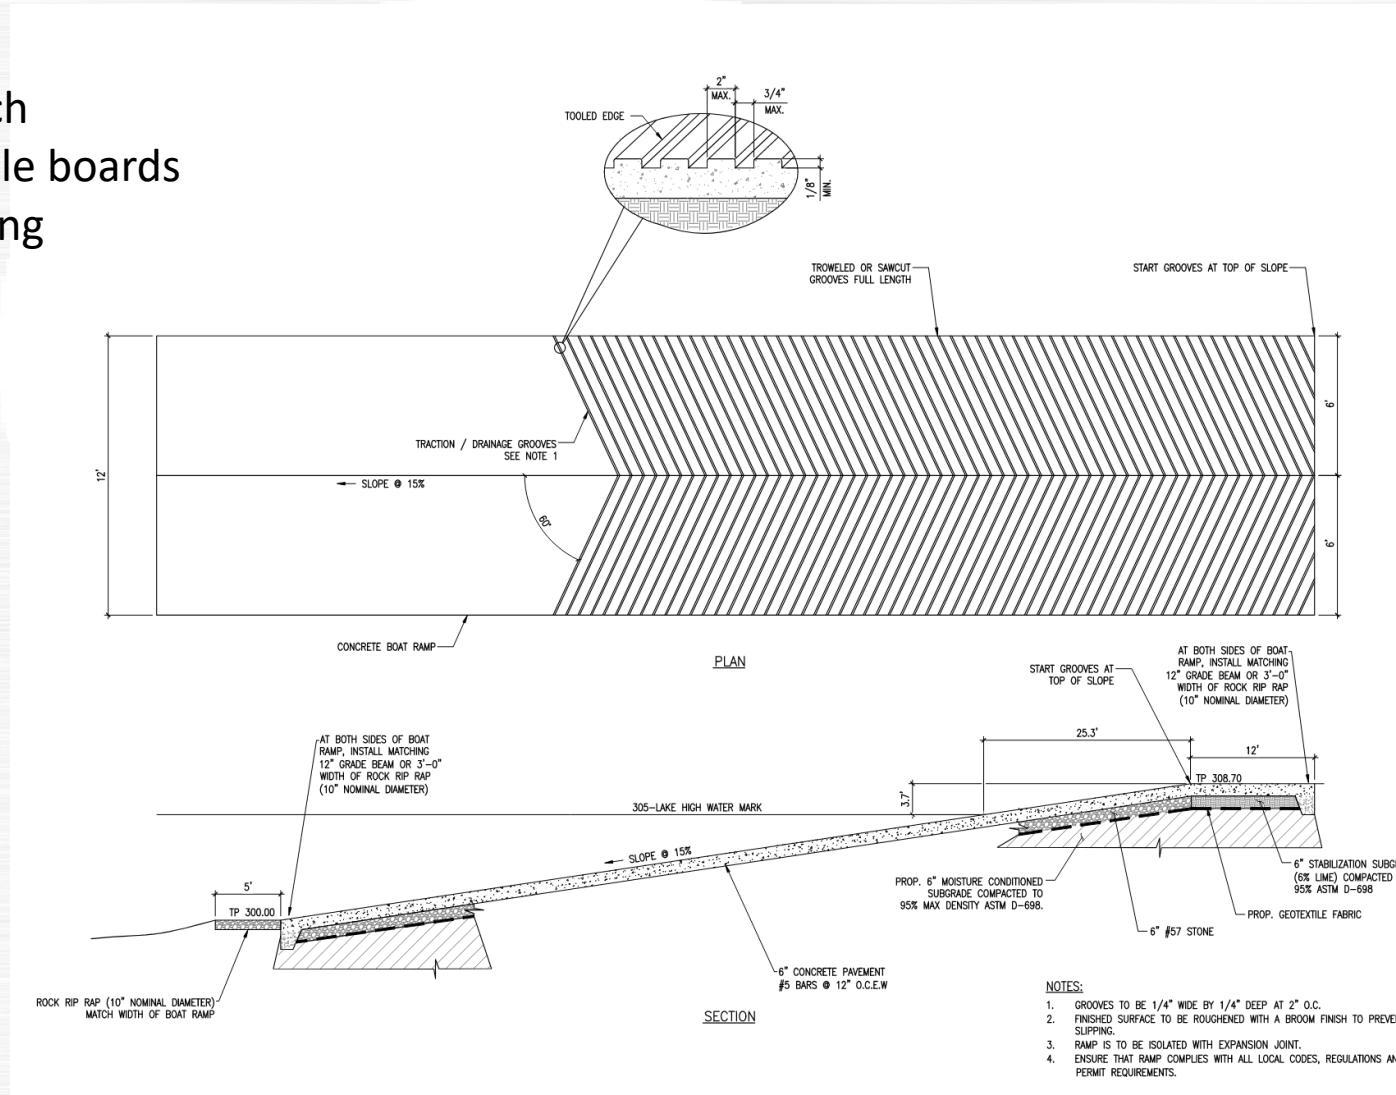 ch
le boards
ng
2"
MAX.
3/4"
MAX.
TOOLED EDGE
1/8"
MIN.
TROWELED OR SAWCUT
GROOVES FULL LENGTH
START GROOVES AT TOP OF SLOPE
12'
6'
6'
TRACTION / DRAINAGE GROOVES
SEE NOTE 1
SLOPE @ 15%
60°
CONCRETE BOAT RAMP
PLAN
START GROOVES AT
TOP OF SLOPE
AT BOTH SIDES OF BOAT
RAMP, INSTALL MATCHING
12" GRADE BEAM OR 3'-0"
WIDTH OF ROCK RIP RAP
(10" NOMINAL DIAMETER)
AT BOTH SIDES OF BOAT
RAMP, INSTALL MATCHING
12" GRADE BEAM OR 3'-0"
WIDTH OF ROCK RIP RAP
(10" NOMINAL DIAMETER)
25.3'
12'
TP 308.70
3.7'
305-LAKE HIGH WATER MARK
SLOPE @ 15%
5'
TP 300.00
PROP. 6" MOISTURE CONDITIONED
SUBGRADE COMPACTED TO
95% MAX DENSITY ASTM D-698.
6" STABILIZATION SUBG
(6% LIME) COMPACTED
95% ASTM D-698
PROP. GEOTEXTILE FABRIC
6" #57 STONE
6" CONCRETE PAVEMENT
#5 BARS @ 12" O.C.E.W
ROCK RIP RAP (10" NOMINAL DIAMETER)
MATCH WIDTH OF BOAT RAMP
SECTION
NOTES:
1. GROOVES TO BE 1/4" WIDE BY 1/4" DEEP AT 2" O.C.
2. FINISHED SURFACE TO BE ROUGHENED WITH A BROOM FINISH TO PREVE
SLIPPING.
3. RAMP IS TO BE ISOLATED WITH EXPANSION JOINT.
4. ENSURE THAT RAMP COMPLIES WITH ALL LOCAL CODES, REGULATIONS AN
PERMIT REQUIREMENTS.